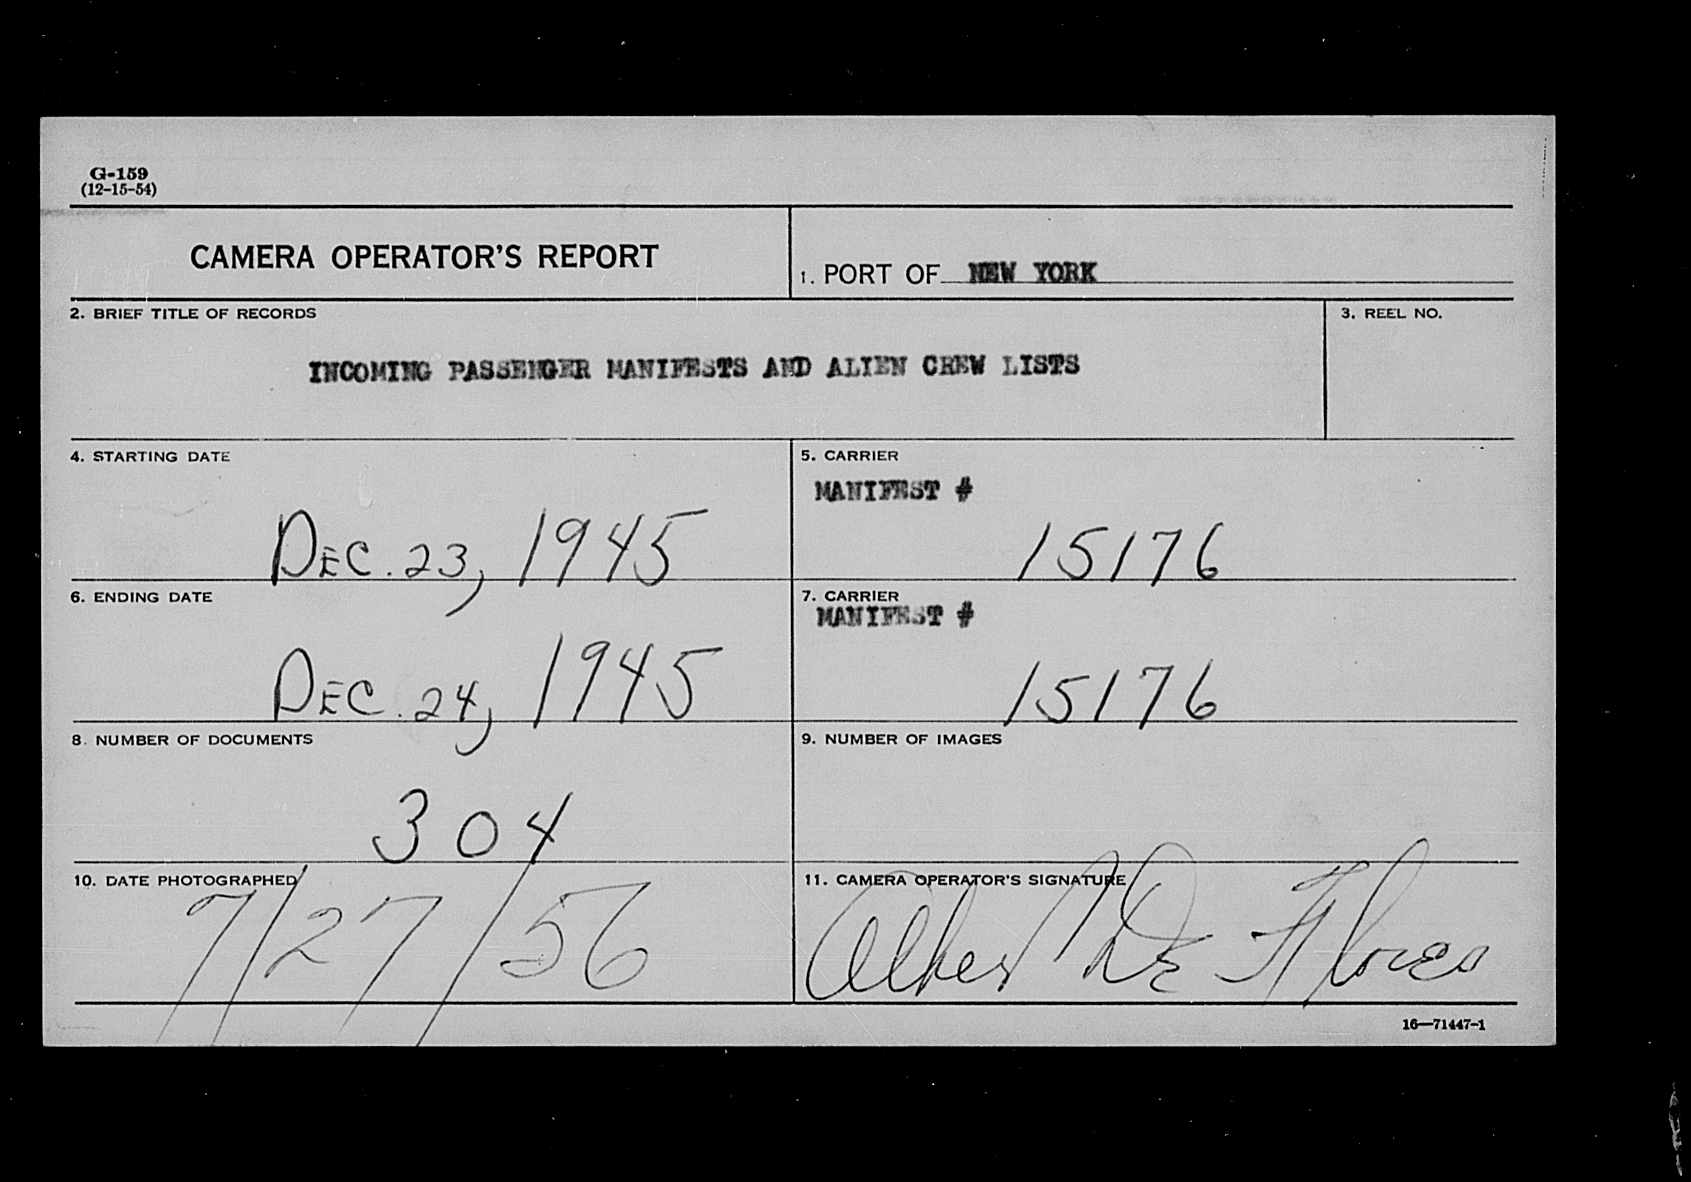 G-159
(12-15-54)
CAMERA OPERATOR'S REPORT
1. PORT OF NEW YORK
2. BRIEF TITLE OF RECORDS
3. REEL NO.
INCOMING PASSENGER MANIFESTS AND ALIEN CREW LISTS
4. STARTING DATE
5. CARRIER
MANIFEST #
DEC. 23, 1945
15176
6. ENDING DATE
7. CARRIER
MANIFEST #
DEC. 24, 1945
15176
8. NUMBER OF DOCUMENTS
9. NUMBER OF IMAGES
304
10. DATE PHOTOGRAPHED
11. CAMERA OPERATOR'S SIGNATURE
7/27/56
De Flores
16—71447-1